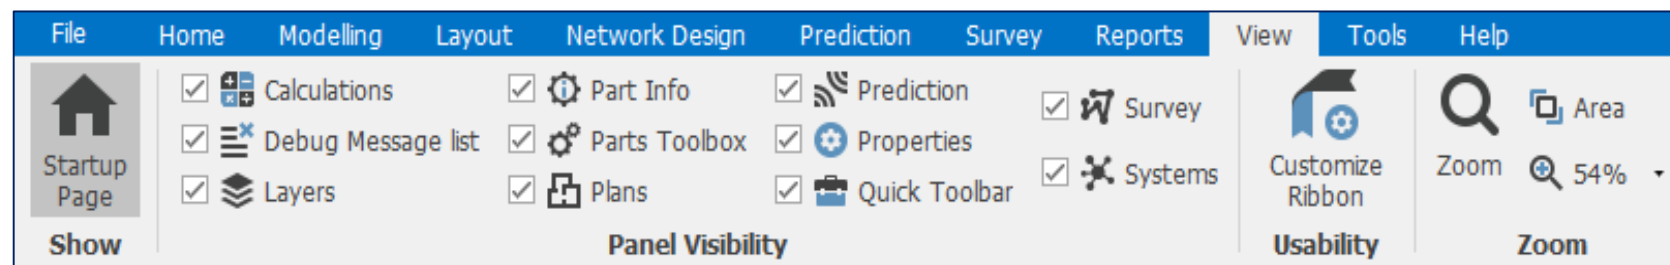 File Home Modelling Layout Network Design Prediction Survey Reports View Tools Help
Startup
Page
Show
Calculations
Debug Message list
Layers
Part Info
Parts Toolbox
Plans
Prediction
Properties
Quick Toolbar
Survey
Systems
Panel Visibility
Customize
Ribbon
Usability
Zoom
Area
54%
Zoom